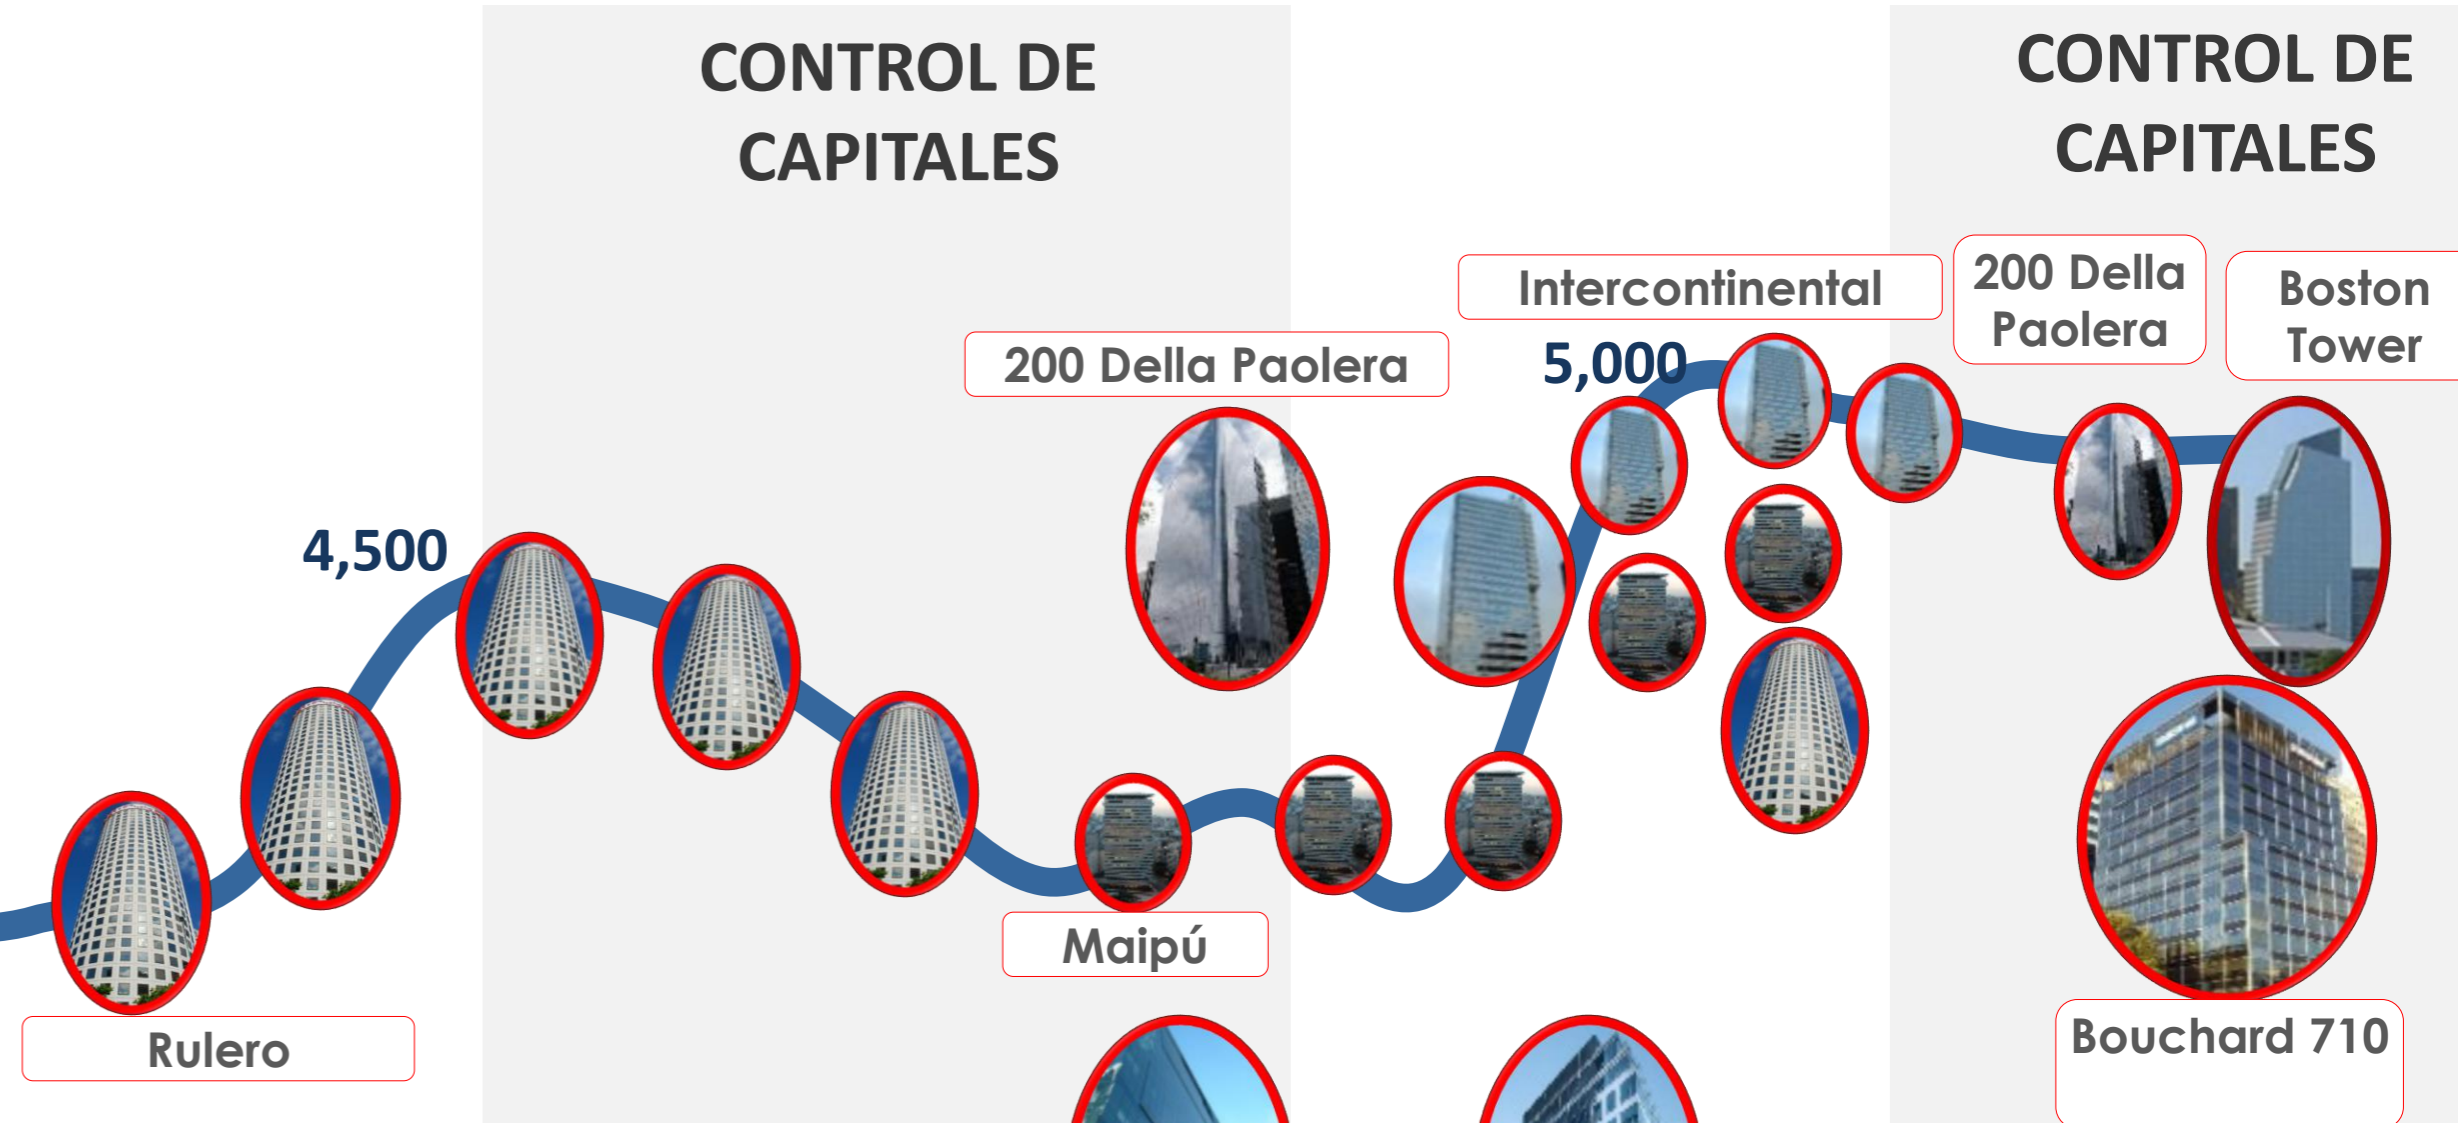 CONTROL DE
CAPITALES
CONTROL DE
CAPITALES
200 Della
Paolera
Boston
Tower
Intercontinental
200 Della Paolera
5,000
4,500
Maipú
Rulero
Bouchard 710